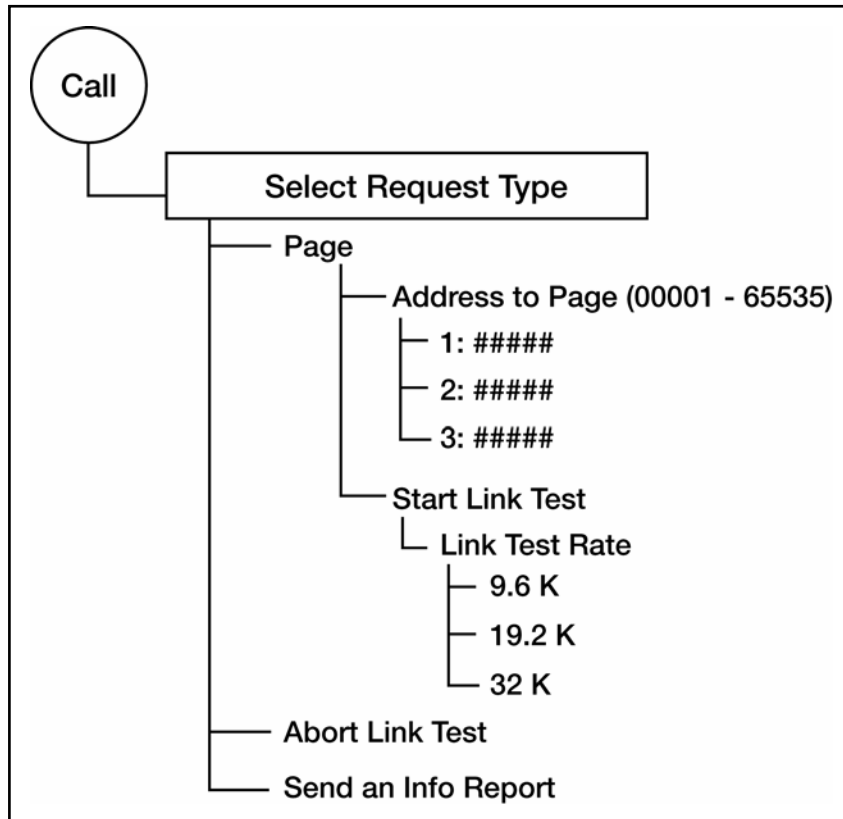 Call
Select Request Type
Page
Address to Page (00001 - 65535)
1: #####
2: #####
3: #####
Start Link Test
Link Test Rate
9.6 K
19.2 K
32 K
Abort Link Test
Send an Info Report